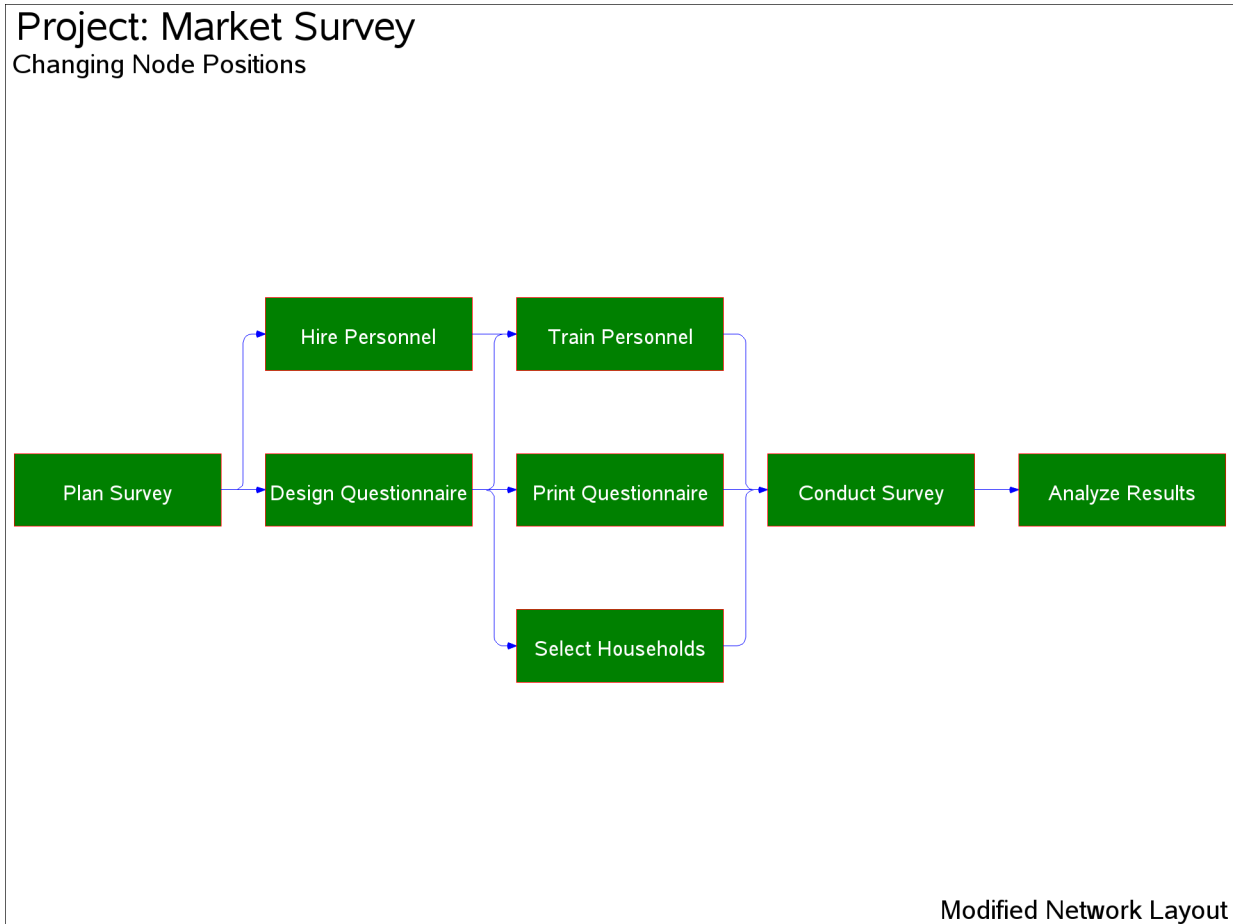 Project: Market Survey
Changing Node Positions
Hire Personnel
Train Personnel
Plan Survey
Design Questionnaire
Print Questionnaire
Conduct Survey
Analyze Results
Select Households
Modified Network Layout